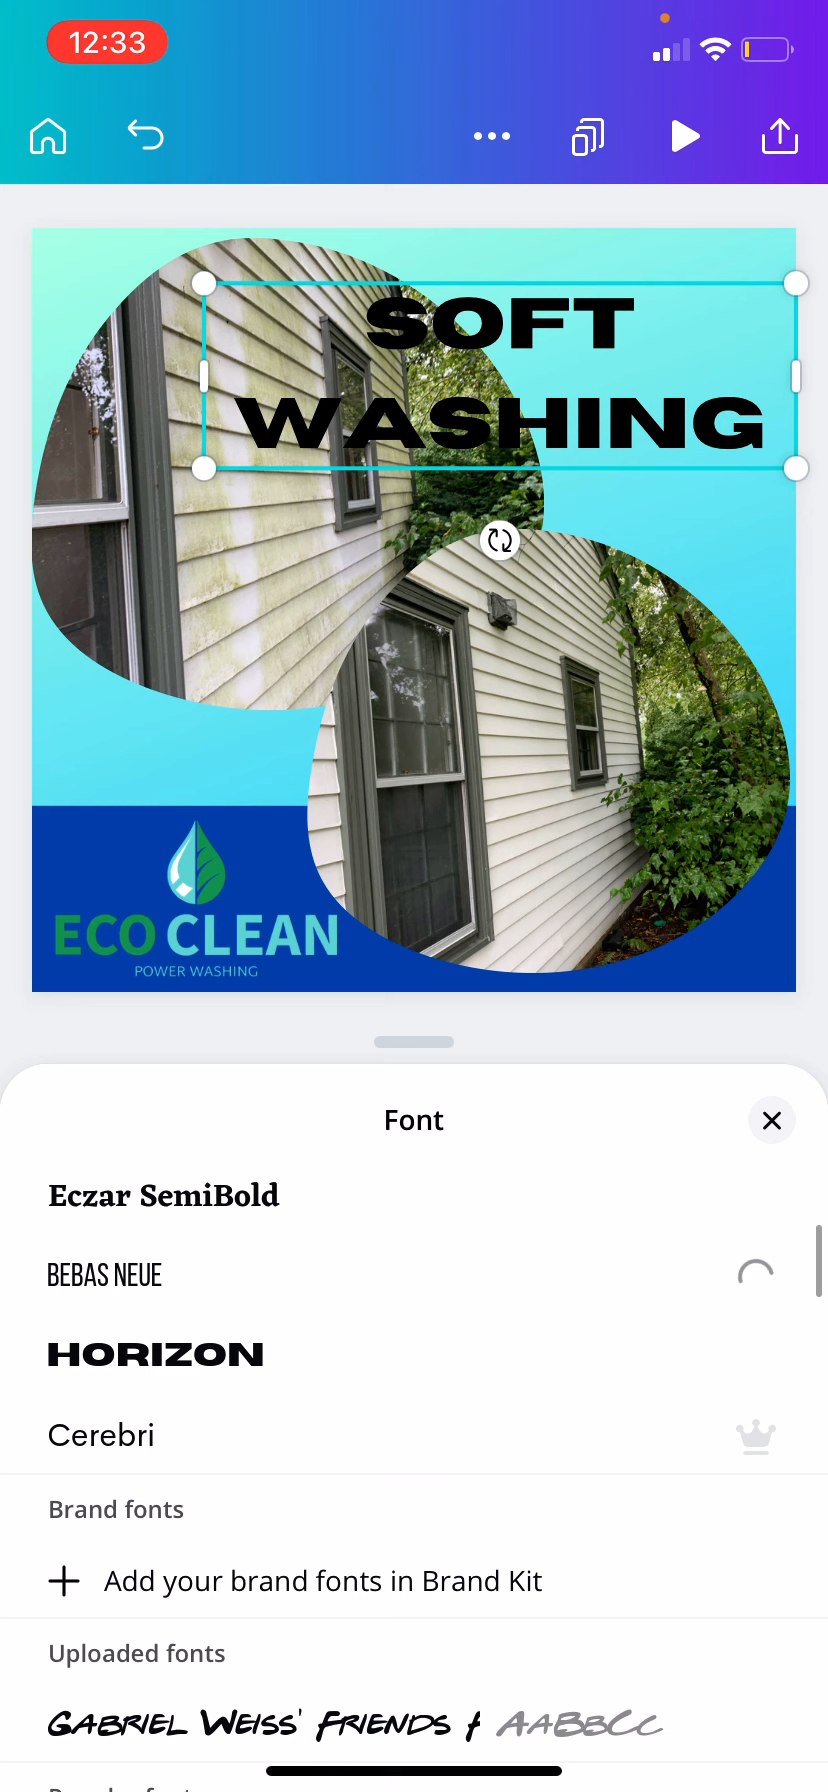 12:33
SOFT
WASHING
ECO CLEAN
POWER WASHING
Font
Eczar SemiBold
BEBAS NEUE
HORIZON
Cerebri
Brand fonts
Add your brand fonts in Brand Kit
Uploaded fonts
GABRIEL WEISS' FRIENDS F AABBCC